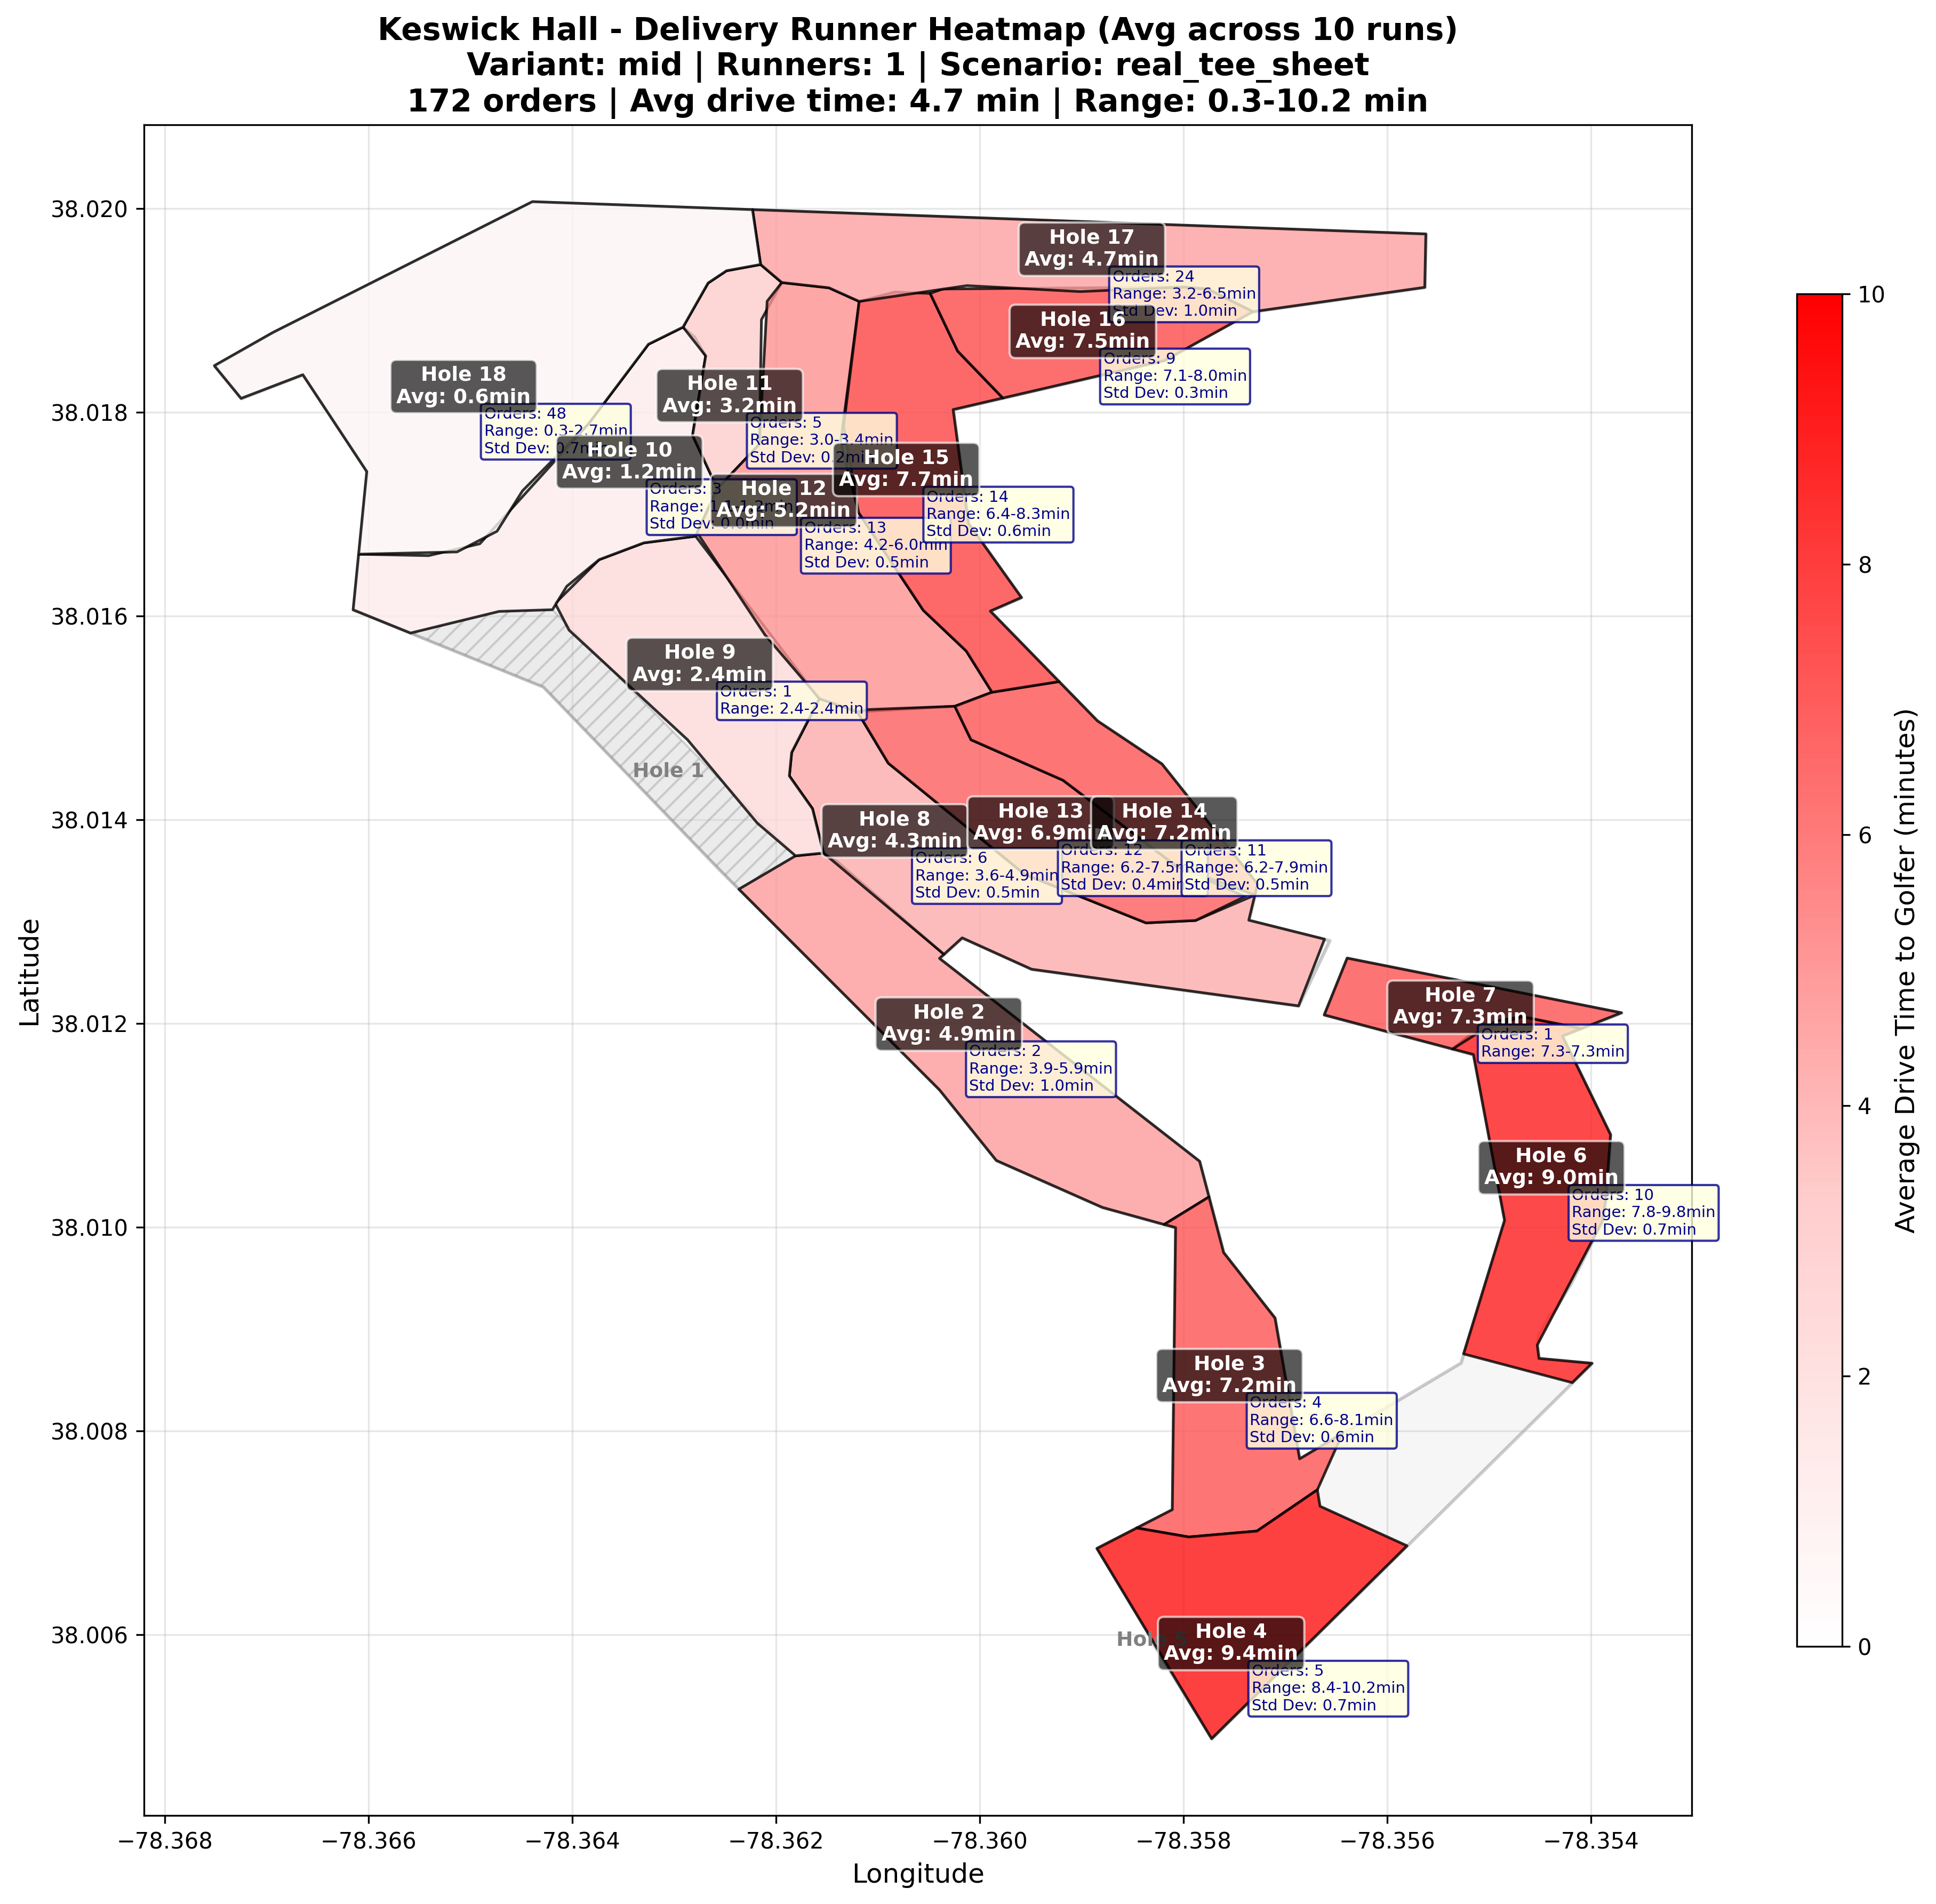 Keswick Hall - Delivery Runner Heatmap (Avg across 10 runs)
Variant: mid | Runners: 1 | Scenario: real_tee_sheet
172 orders | Avg drive time: 4.7 min | Range: 0.3-10.2 min
Hole 17
Avg: 4.7min
Orders: 24
Range: 3.2-6.5min
Std Dev: 1.0min
Hole 16
Avg: 7.5min
Orders: 9
Range: 7.1-8.0min
Std Dev: 0.3min
Hole 18
Avg: 0.6min
Orders: 48
Range: 0.3-2.7min
Std Dev: 0.7min
Hole 11
Avg: 3.2min
Orders: 5
Range: 3.0-3.4min
Std Dev: 0.2min
Hole 10
Avg: 1.2min
Orders: 3
Range:
Std Dev: 0.0min
Hole 15
Avg: 7.7min
Orders: 14
Range: 6.4-8.3min
Std Dev: 0.6min
Hole 12
Avg: 5.2min
Orders: 13
Range: 4.2-6.0min
Std Dev: 0.5min
Hole 9
Avg: 2.4min
Orders: 1
Range: 2.4-2.4min
Hole 1
Hole 8
Avg: 4.3min
Orders: 6
Range: 3.6-4.9min
Std Dev: 0.5min
Hole 13
Avg: 6.9min
Orders: 12
Range: 6.2-7.5min
Std Dev: 0.4min
Hole 14
Avg: 7.2min
Orders: 11
Range: 6.2-7.9min
Std Dev: 0.5min
Hole 2
Avg: 4.9min
Orders: 2
Range: 3.9-5.9min
Std Dev: 1.0min
Hole 7
Avg: 7.3min
Orders: 1
Range: 7.3-7.3min
Hole 6
Avg: 9.0min
Orders: 10
Range: 7.8-9.8min
Std Dev: 0.7min
Hole 3
Avg: 7.2min
Orders: 4
Range: 6.6-8.1min
Std Dev: 0.6min
Hole 5
Hole 4
Avg: 9.4min
Orders: 5
Range: 8.4-10.2min
Std Dev: 0.7min
38.020
38.018
38.016
38.014
38.012
38.010
38.008
38.006
Latitude
−78.368
−78.366
−78.364
−78.362
−78.360
−78.358
−78.356
−78.354
Longitude
10
8
6
4
2
0
Average Drive Time to Golfer (minutes)